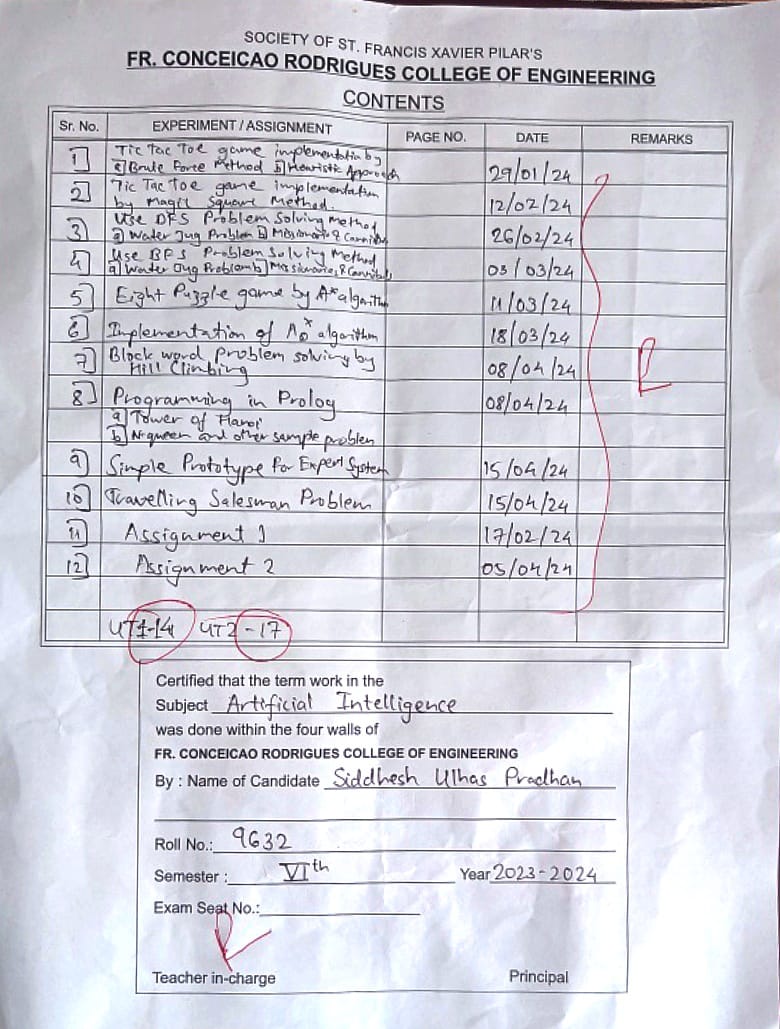 SOCIETY OF ST. FRANCIS XAVIER PILAR'S
FR. CONCEICAO RODRIGUES COLLEGE OF ENGINEERING
CONTENTS
Sr. No. EXPERIMENT / ASSIGNMENT PAGE NO. DATE REMARKS
1] Tic Tac Toe game implementation by
a] Brute Force Method b] Heuristic Approach 29/01/24
2] Tic Tac Toe game implementation
by Magic Square Method. 12/02/24
3] Use DFS Problem Solving Method
a] Water Jug Problem b] Missionaries & Cannibals 26/02/24
4] Use BFS Problem Solving Method
a] Water Jug Problem b] Missionaries & Cannibals 03/03/24
5] Eight Puzzle game by A* algorithm 11/03/24
6] Implementation of AO* algorithm 18/03/24
7] Block word Problem solving by
Hill Climbing 08/04/24
8] Programming in Prolog 08/04/24
a] Tower of Hanoi
b] N-queen and other sample problem
9] Simple Prototype for Expert System 15/04/24
10] Travelling Salesman Problem 15/04/24
11] Assignment 1 17/02/24
12] Assignment 2 05/04/24
UT1-14 UT2-17
Certified that the term work in the
Subject Artificial Intelligence
was done within the four walls of
FR. CONCEICAO RODRIGUES COLLEGE OF ENGINEERING
By : Name of Candidate Siddhesh Ulhas Pradhan
Roll No.: 9632
Semester : VIth Year 2023-2024
Exam Seat No.:
Teacher in-charge Principal